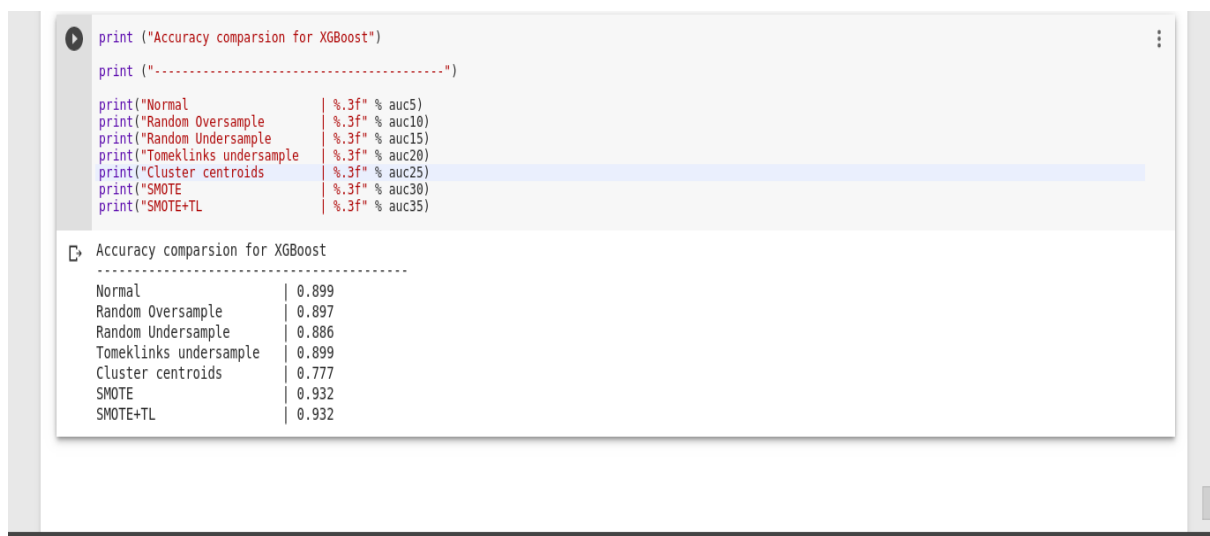 print ("Accuracy comparsion for XGBoost")
print ("------------------------------------------")
print("Normal                    | %.3f" % auc5)
print("Random Oversample         | %.3f" % auc10)
print("Random Undersample        | %.3f" % auc15)
print("Tomeklinks undersample    | %.3f" % auc20)
print("Cluster centroids         | %.3f" % auc25)
print("SMOTE                     | %.3f" % auc30)
print("SMOTE+TL                  | %.3f" % auc35)
Accuracy comparsion for XGBoost
------------------------------------------
Normal                    | 0.899
Random Oversample         | 0.897
Random Undersample        | 0.886
Tomeklinks undersample    | 0.899
Cluster centroids         | 0.777
SMOTE                     | 0.932
SMOTE+TL                  | 0.932